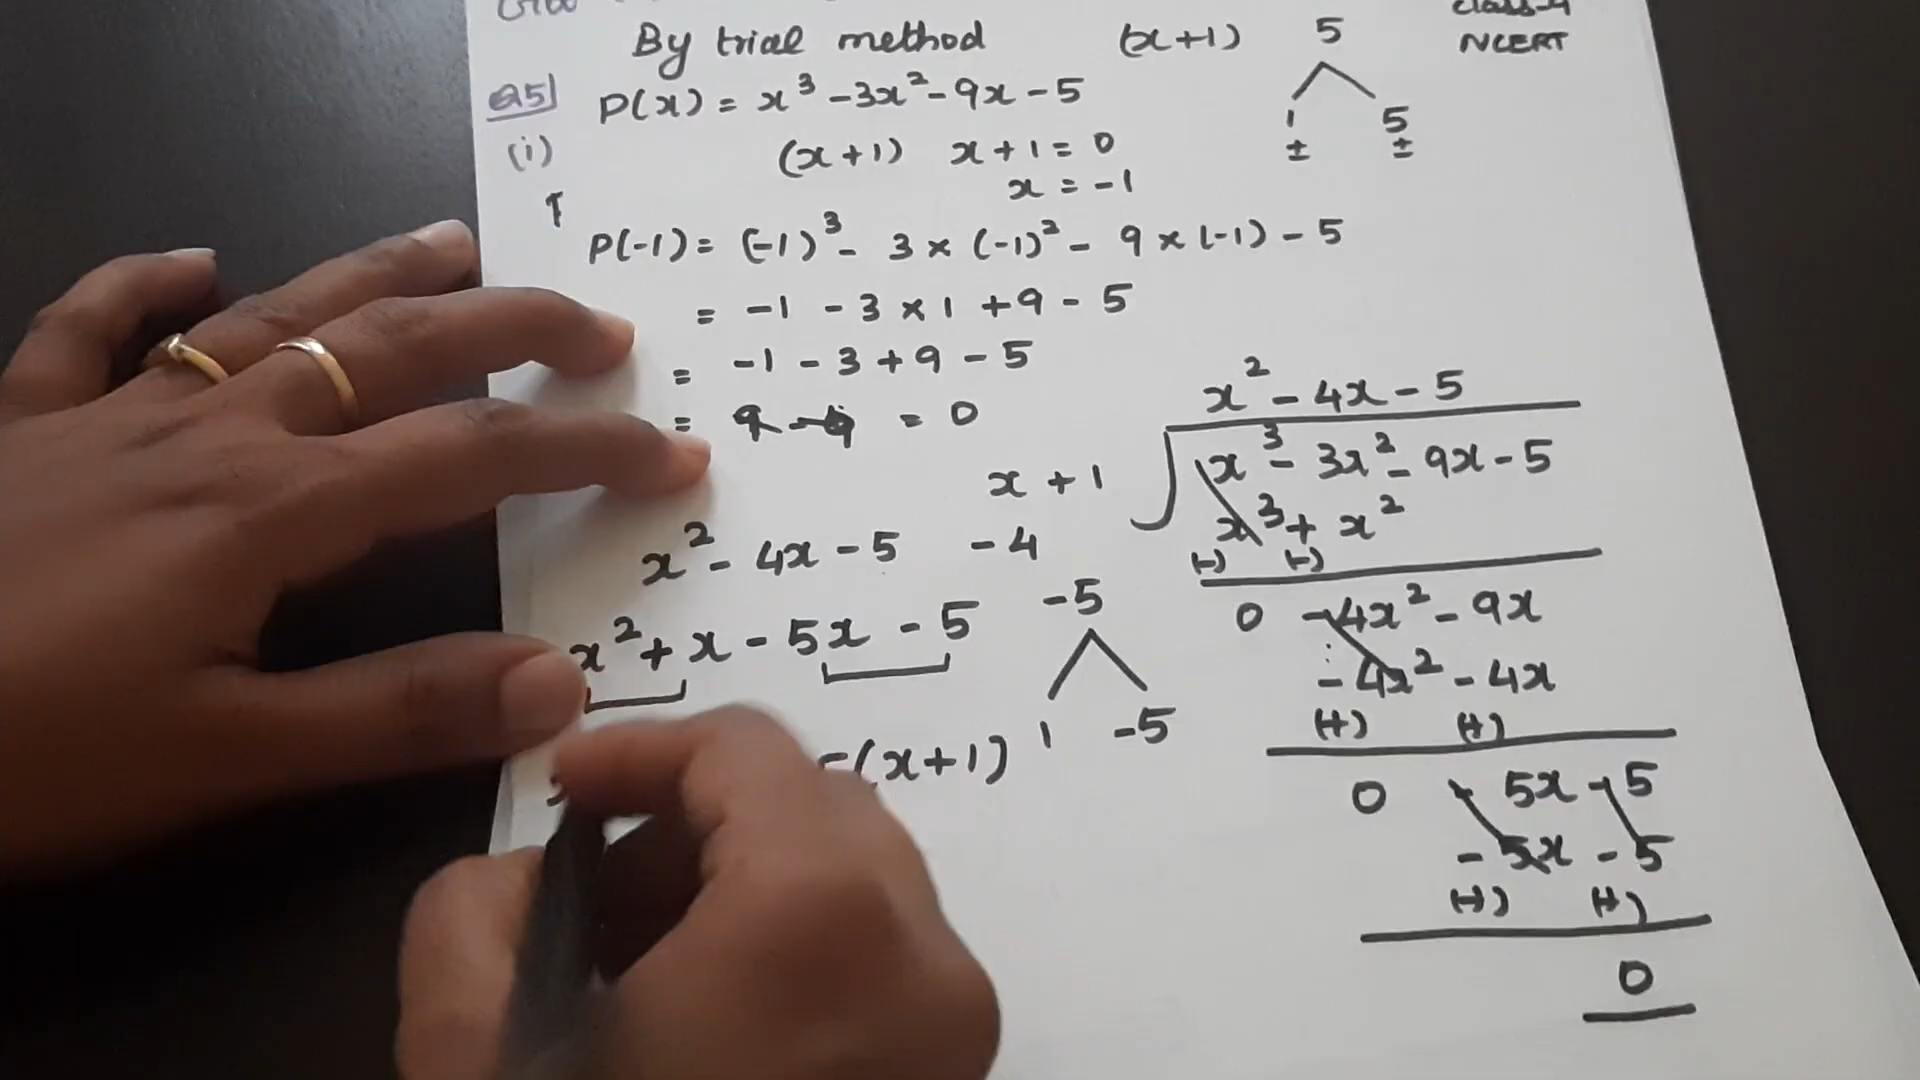 By trial method (x+1) 5
class-9
NCERT
Q5) P(x) = x³ - 3x² - 9x - 5
1 5
± ±
(i) (x+1) x+1 = 0
x = -1
P(-1) = (-1)³ - 3 × (-1)² - 9 × (-1) - 5
= -1 - 3 × 1 + 9 - 5
= -1 - 3 + 9 - 5
= 9 - 9 = 0
x² - 4x - 5 - 4
x² + x - 5x - 5
-5
1 -5
(x+1)
x² - 4x - 5
x + 1 x³ - 3x² - 9x - 5
x³ + x²
(-) (-)
0 - 4x² - 9x
- 4x² - 4x
(+) (+)
0 - 5x - 5
- 5x - 5
(+) (+)
0